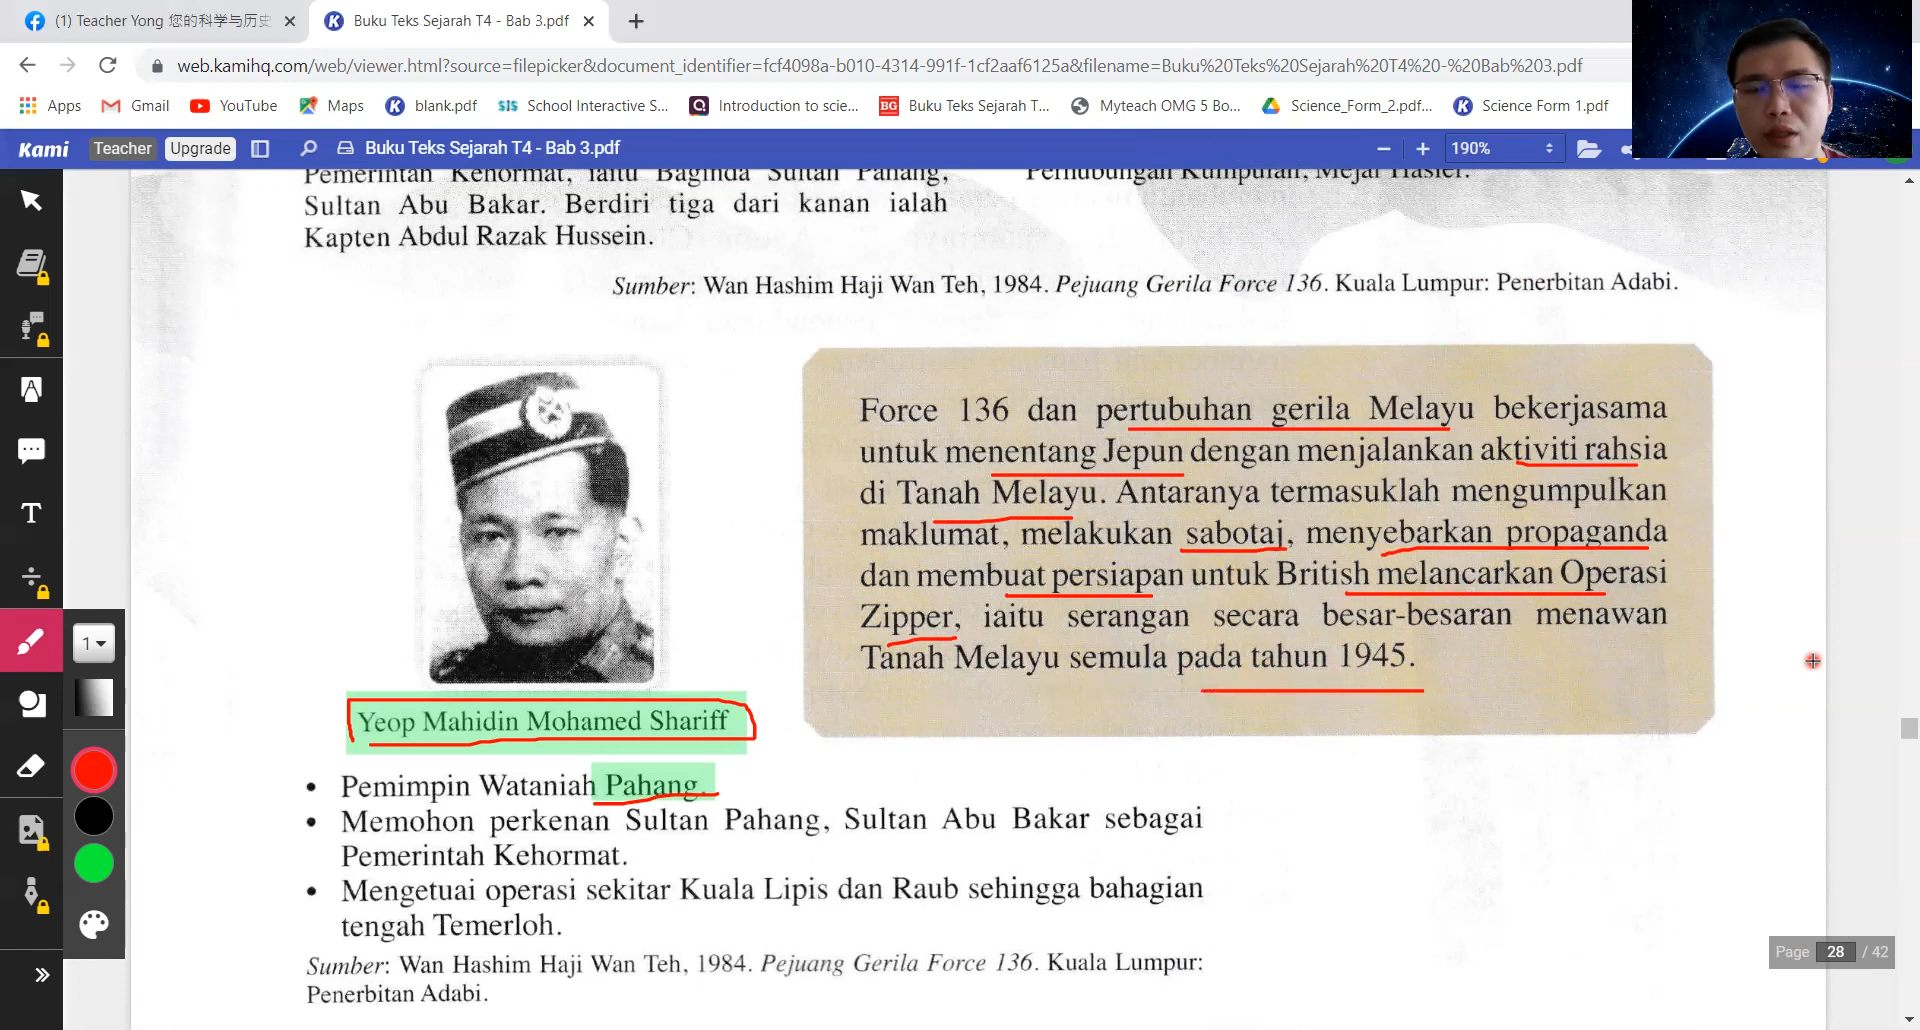 (1) Teacher Yong 您的科学与历史
Buku Teks Sejarah T4 - Bab 3.pdf
web.kamihq.com/web/viewer.html?source=filepicker&document_identifier=fcf4098a-b010-4314-991f-1cf2aaf6125a&filename=Buku%20Teks%20Sejarah%20T4%20-%20Bab%203.pdf
Apps Gmail YouTube Maps blank.pdf School Interactive S... Introduction to scie... Buku Teks Sejarah T... Myteach OMG 5 Bo... Science_Form_2.pdf... Science Form 1.pdf
Kami Teacher Upgrade Buku Teks Sejarah T4 - Bab 3.pdf 190%
Pemerintah Kehormat, iaitu Baginda Sultan Pahang,
Sultan Abu Bakar. Berdiri tiga dari kanan ialah
Kapten Abdul Razak Hussein.
Perhubungan Kumpulan, Mejar Hasler.
Sumber: Wan Hashim Haji Wan Teh, 1984. Pejuang Gerila Force 136. Kuala Lumpur: Penerbitan Adabi.
Force 136 dan pertubuhan gerila Melayu bekerjasama
untuk menentang Jepun dengan menjalankan aktiviti rahsia
di Tanah Melayu. Antaranya termasuklah mengumpulkan
maklumat, melakukan sabotaj, menyebarkan propaganda
dan membuat persiapan untuk British melancarkan Operasi
Zipper, iaitu serangan secara besar-besaran menawan
Tanah Melayu semula pada tahun 1945.
Yeop Mahidin Mohamed Shariff
• Pemimpin Wataniah Pahang.
• Memohon perkenan Sultan Pahang, Sultan Abu Bakar sebagai
Pemerintah Kehormat.
• Mengetuai operasi sekitar Kuala Lipis dan Raub sehingga bahagian
tengah Temerloh.
Sumber: Wan Hashim Haji Wan Teh, 1984. Pejuang Gerila Force 136. Kuala Lumpur:
Penerbitan Adabi.
1
Page 28 / 42